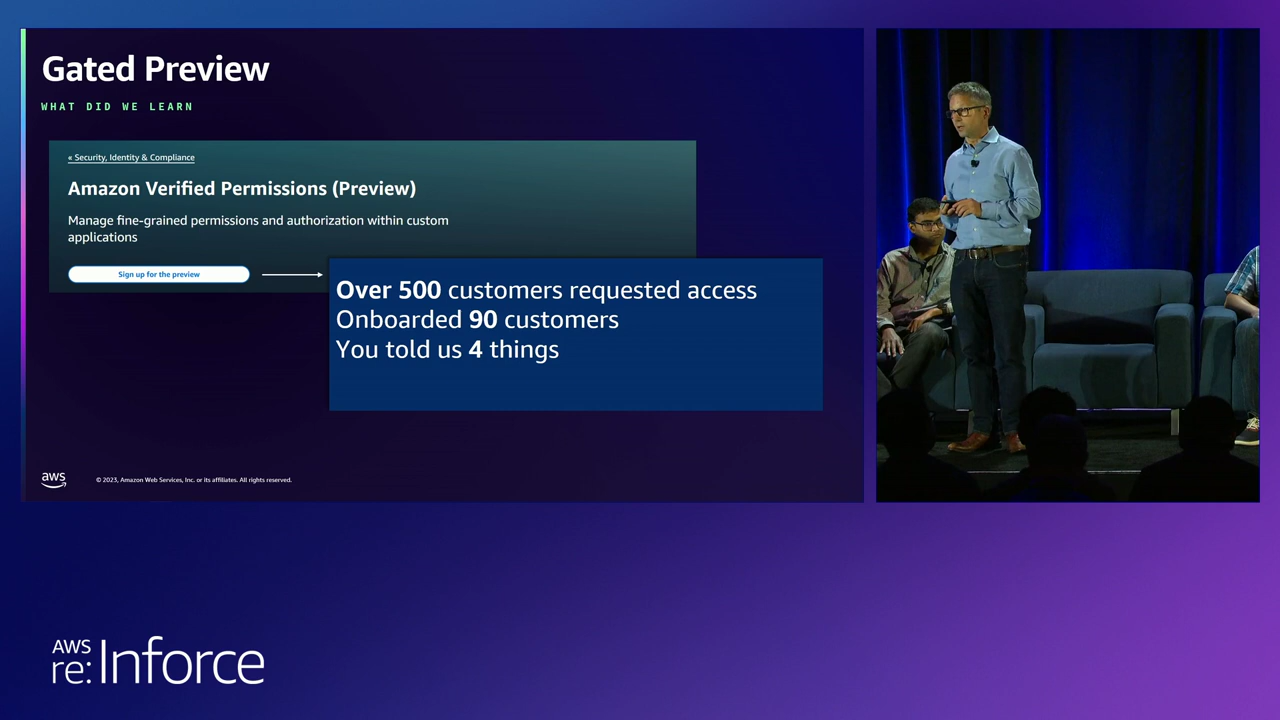 Gated Preview
WHAT DID WE LEARN
« Security, Identity & Compliance
Amazon Verified Permissions (Preview)
Manage fine-grained permissions and authorization within custom
applications
Sign up for the preview
Over 500 customers requested access
Onboarded 90 customers
You told us 4 things
aws
© 2023, Amazon Web Services, Inc. or its affiliates. All rights reserved.
AWS
re:Inforce